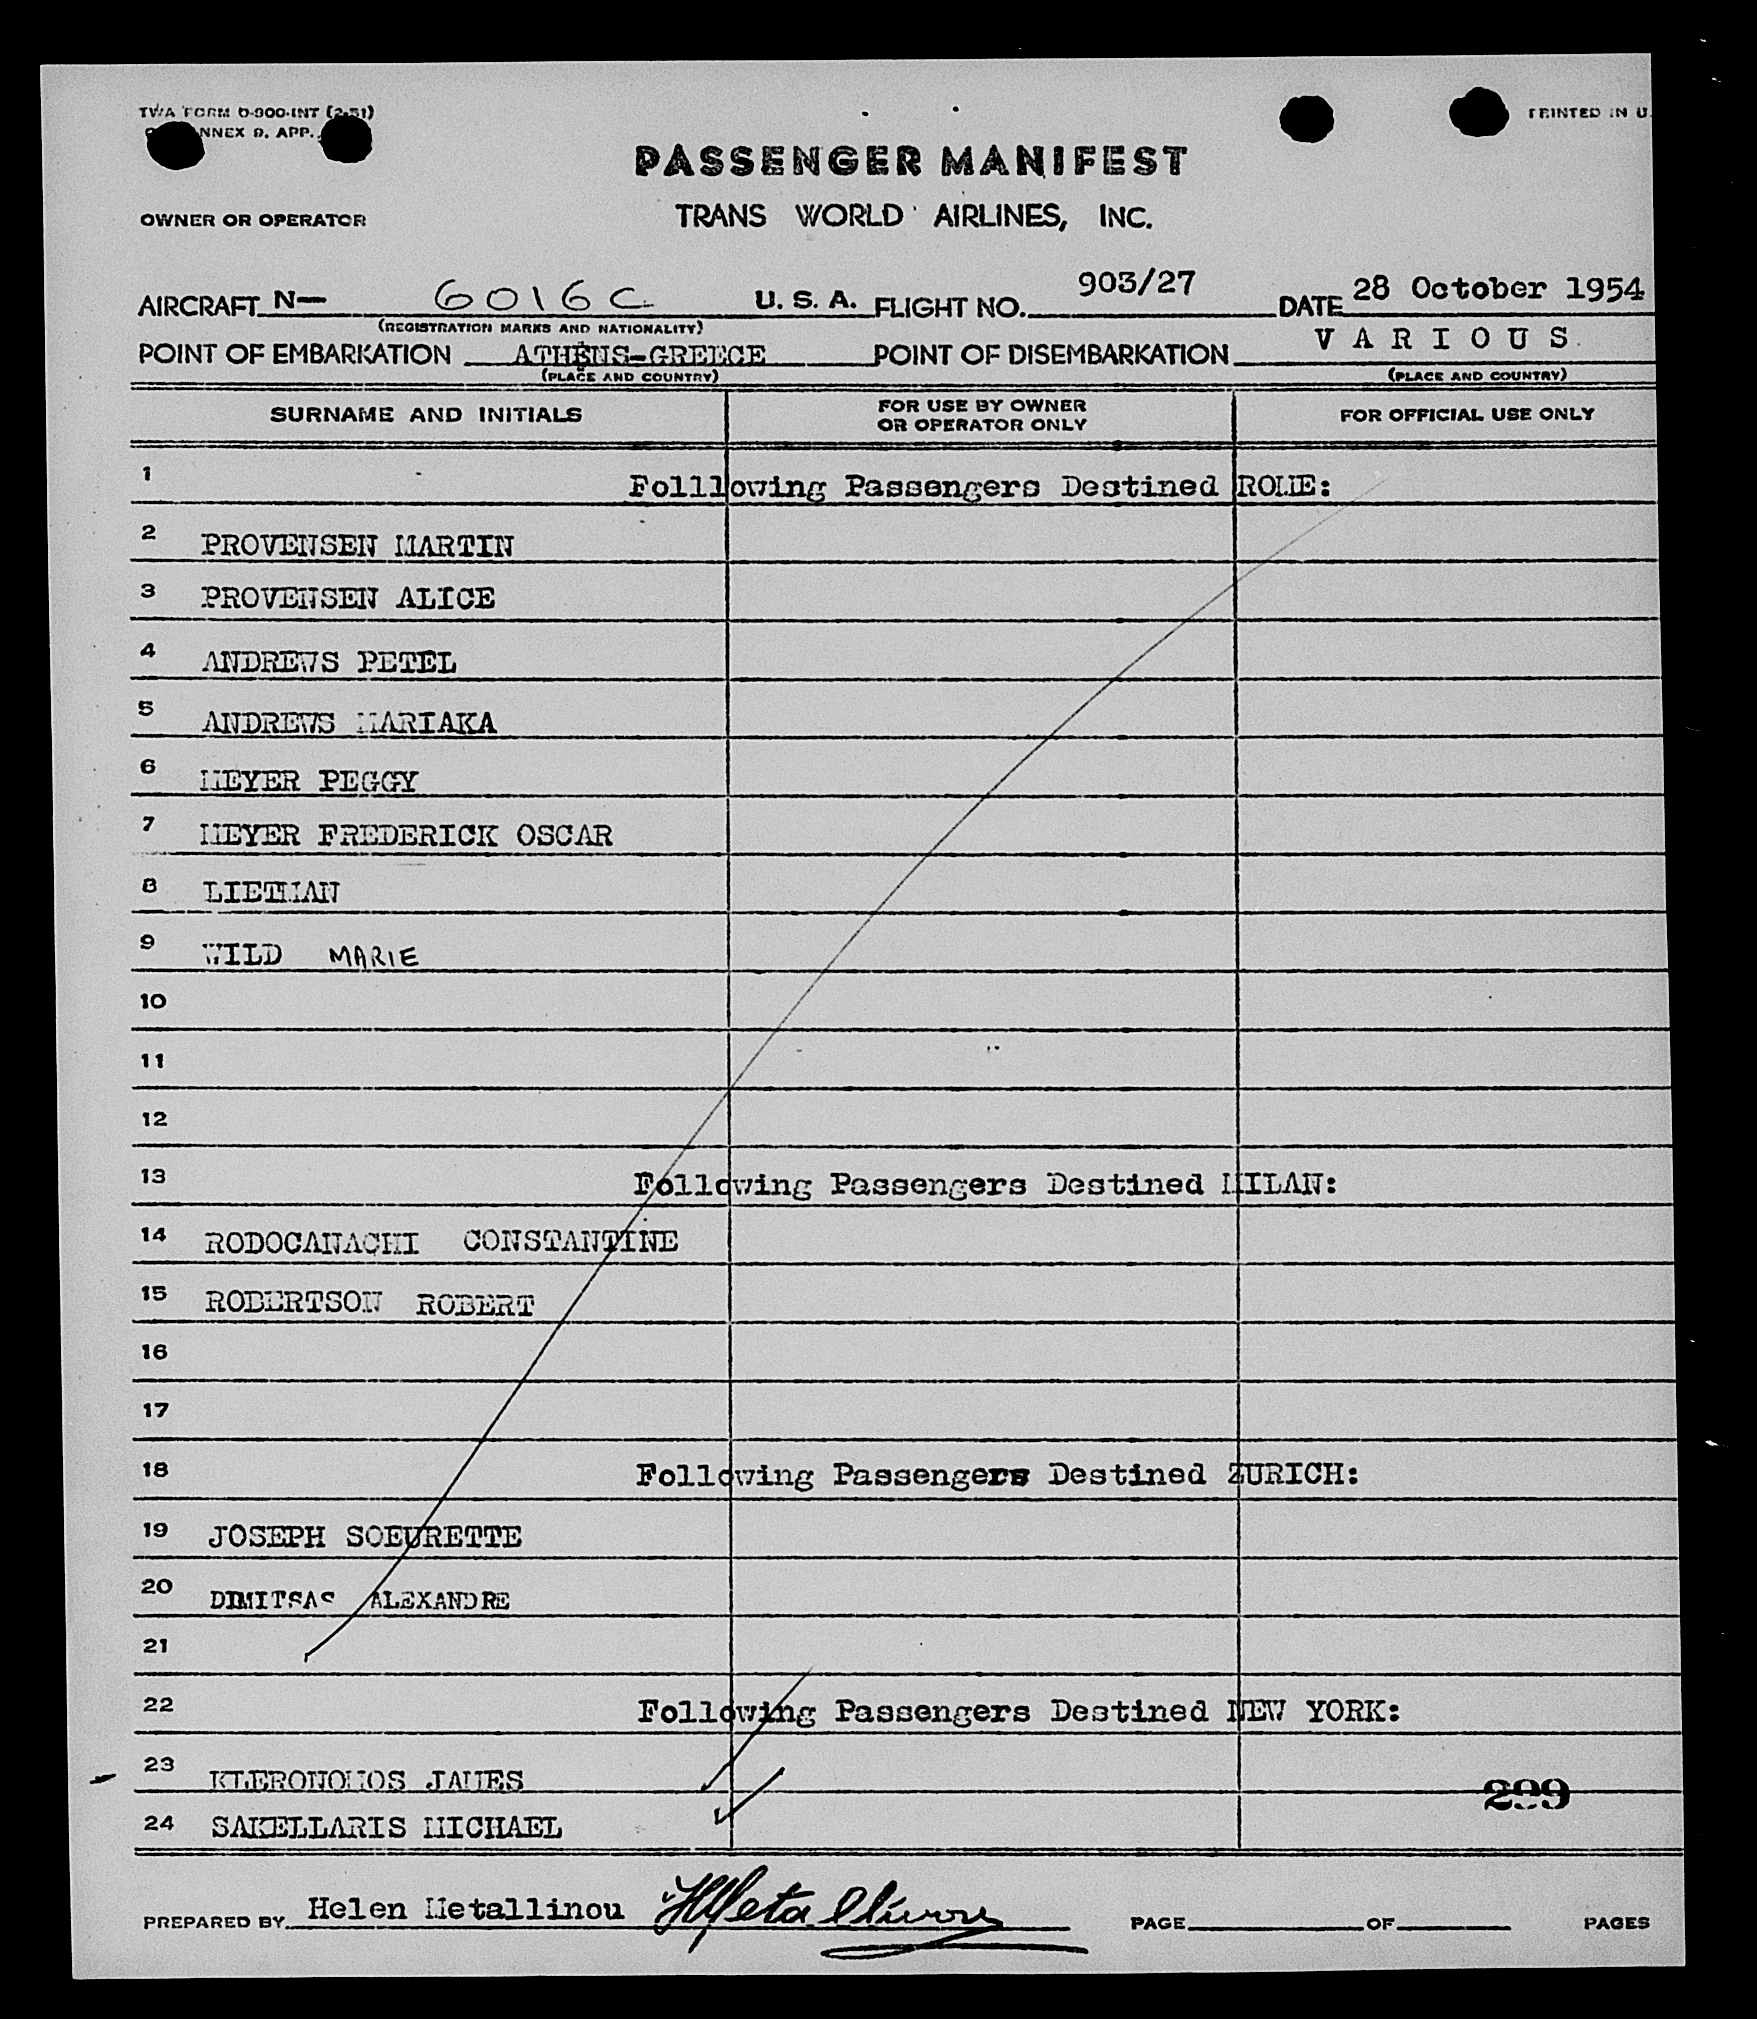 TWA FORM O-900-INT (2-51)
ANNEX 9, APP.
PRINTED IN U.
PASSENGER MANIFEST
OWNER OR OPERATOR
TRANS WORLD AIRLINES, INC.
AIRCRAFT N— 6016C U. S. A. FLIGHT NO. 903/27 DATE 28 October 1954
(REGISTRATION MARKS AND NATIONALITY)
POINT OF EMBARKATION ATHENS-GREECE POINT OF DISEMBARKATION V A R I O U S
(PLACE AND COUNTRY) (PLACE AND COUNTRY)
SURNAME AND INITIALS FOR USE BY OWNER OR OPERATOR ONLY FOR OFFICIAL USE ONLY
1 Folllowing Passengers Destined ROME:
2 PROVENSEN MARTIN
3 PROVENSEN ALICE
4 ANDREWS PETEL
5 ANDREWS MARIAKA
6 MEYER PEGGY
7 MEYER FREDERICK OSCAR
8 LIETMAN
9 WILD MARIE
10
11
12
13 Following Passengers Destined MILAN:
14 RODOCANACHI CONSTANTINE
15 ROBERTSON ROBERT
16
17
18 Following Passengers Destined ZURICH:
19 JOSEPH SOEURETTE
20 DIMITSAS ALEXANDRE
21
22 Following Passengers Destined NEW YORK:
23 KLERONOMOS JAMES
299
24 SAKELLARIS MICHAEL
PREPARED BY Helen Metallinou HMetallinou PAGE OF PAGES